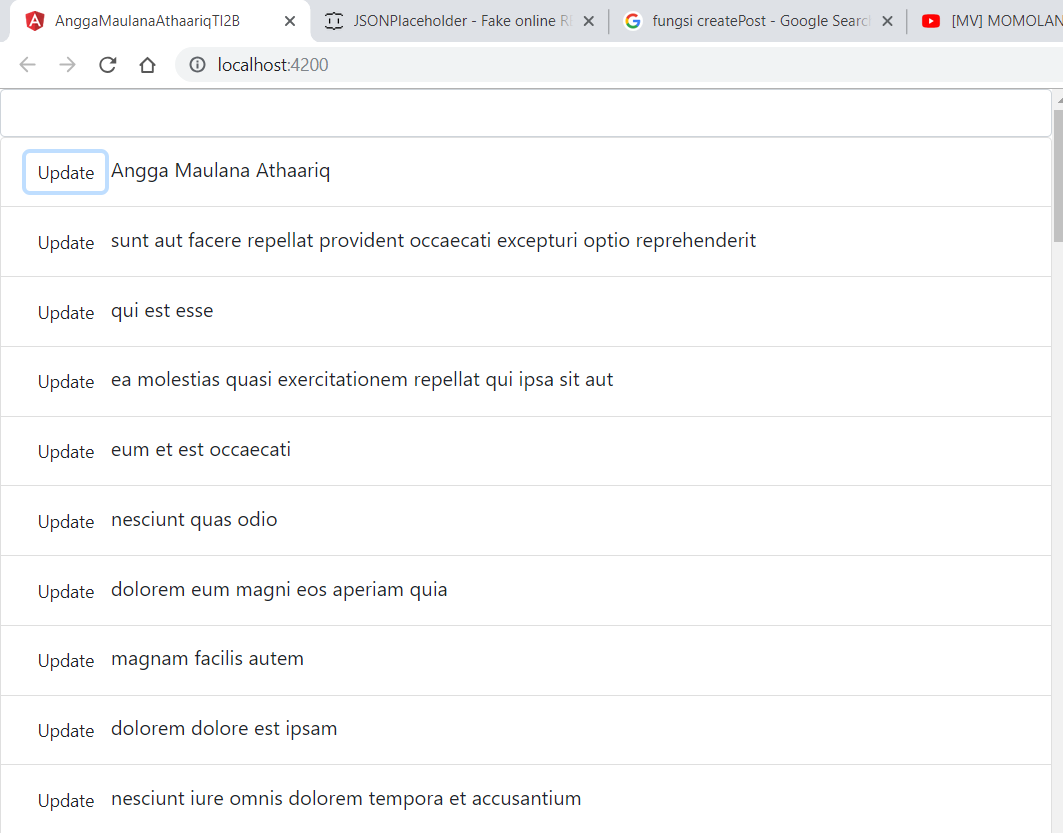 AnggaMaulanaAthaariqTI2B
JSONPlaceholder - Fake online R
fungsi createPost - Google Searc
[MV] MOMOLAN
localhost:4200
Update Angga Maulana Athaariq
Update sunt aut facere repellat provident occaecati excepturi optio reprehenderit
Update qui est esse
Update ea molestias quasi exercitationem repellat qui ipsa sit aut
Update eum et est occaecati
Update nesciunt quas odio
Update dolorem eum magni eos aperiam quia
Update magnam facilis autem
Update dolorem dolore est ipsam
Update nesciunt iure omnis dolorem tempora et accusantium